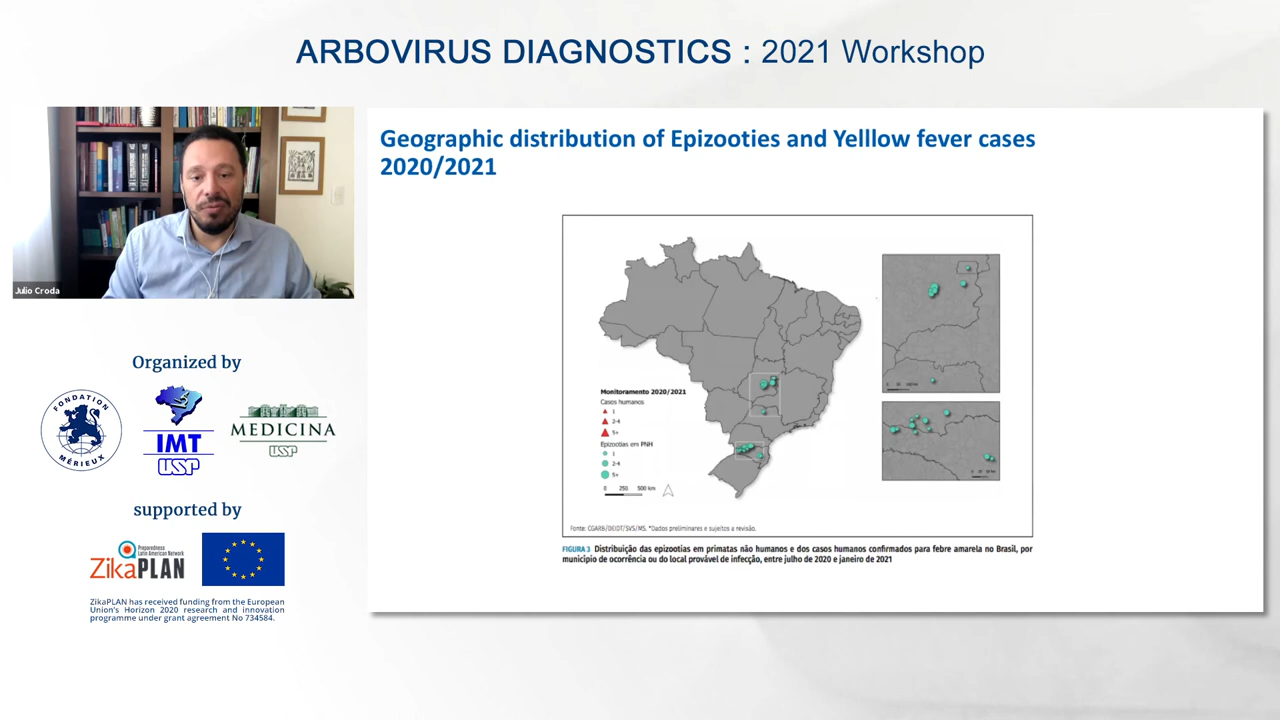 ARBOVIRUS DIAGNOSTICS : 2021 Workshop
Julio Croda
Geographic distribution of Epizooties and Yelllow fever cases
2020/2021
Monitoramento 2020/2021
Casos humanos
1
2-4
5+
Epizootias em PNH
1
2-4
5+
0 250 500 km
Fonte: CGARB/DEIDT/SVS/MS. *Dados preliminares e sujeitos a revisão.
FIGURA 3 Distribuição das epizootias em primatas não humanos e dos casos humanos confirmados para febre amarela no Brasil, por
município de ocorrência ou do local provável de infecção, entre julho de 2020 e janeiro de 2021
Organized by
FONDATION
MÉRIEUX
IMT
USP
MEDICINA
USP
supported by
Preparedness
Latin American Network
ZikaPLAN
ZikaPLAN has received funding from the European
Union's Horizon 2020 research and innovation
programme under grant agreement No 734584.